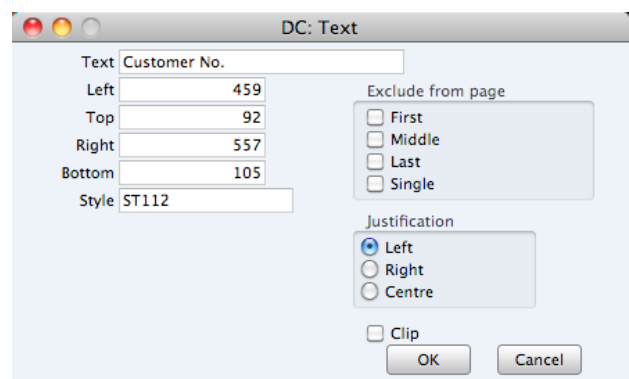 DC: Text
Text Customer No.
Left 459
Top 92
Right 557
Bottom 105
Style ST112
Exclude from page
First
Middle
Last
Single
Justification
Left
Right
Centre
Clip
OK Cancel